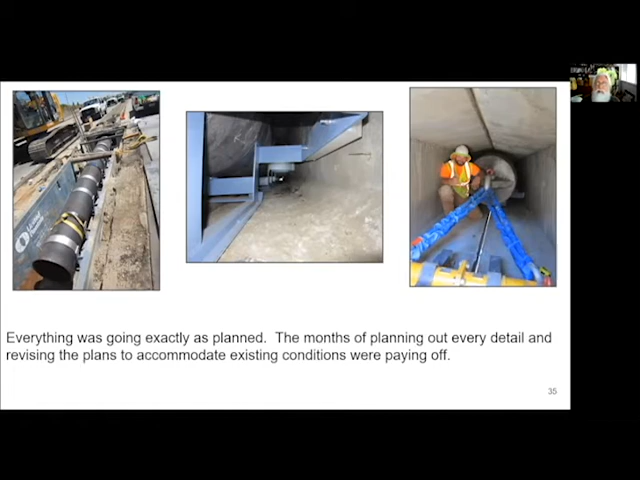 Everything was going exactly as planned.  The months of planning out every detail and
revising the plans to accommodate existing conditions were paying off.
35